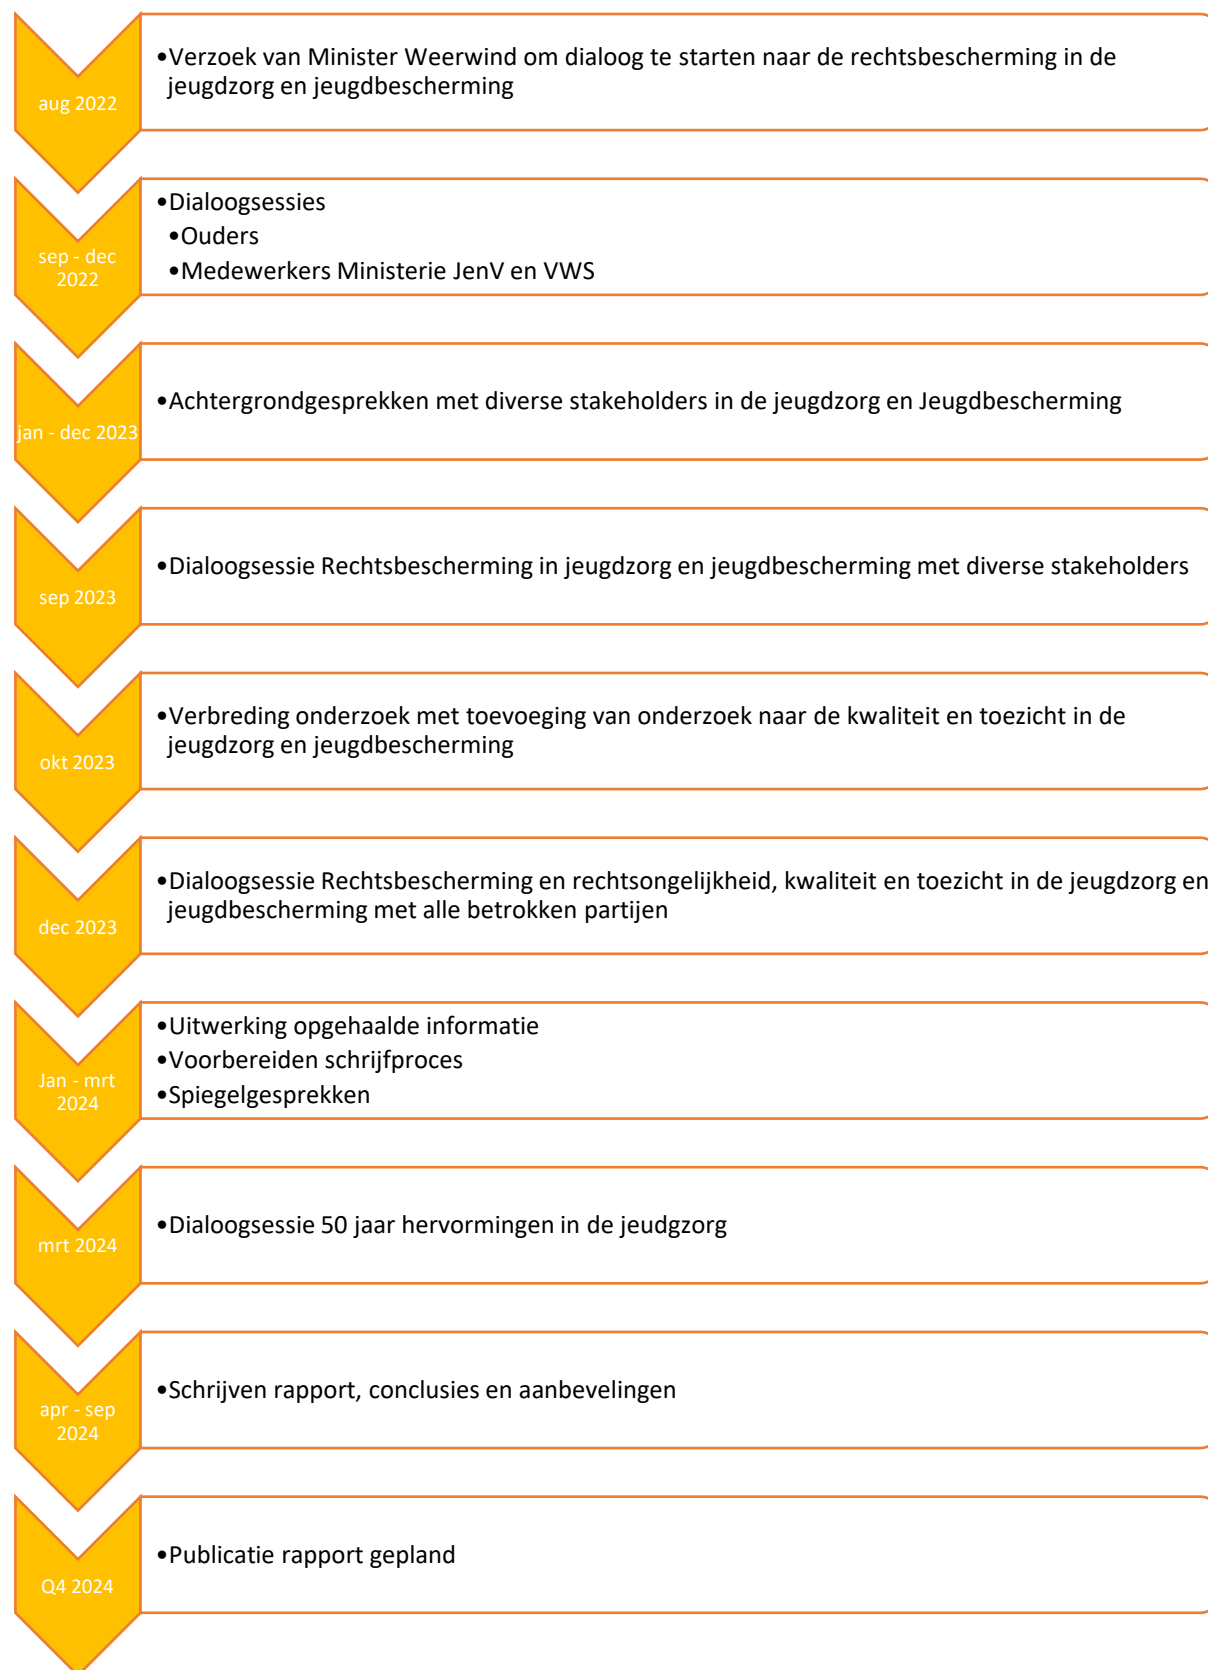 aug 2022
•Verzoek van Minister Weerwind om dialoog te starten naar de rechtsbescherming in de
jeugdzorg en jeugdbescherming
sep - dec
2022
•Dialoogsessies
•Ouders
•Medewerkers Ministerie JenV en VWS
jan - dec 2023
•Achtergrondgesprekken met diverse stakeholders in de jeugdzorg en Jeugdbescherming
sep 2023
•Dialoogsessie Rechtsbescherming in jeugdzorg en jeugdbescherming met diverse stakeholders
okt 2023
•Verbreding onderzoek met toevoeging van onderzoek naar de kwaliteit en toezicht in de
jeugdzorg en jeugdbescherming
dec 2023
•Dialoogsessie Rechtsbescherming en rechtsongelijkheid, kwaliteit en toezicht in de jeugdzorg en
jeugdbescherming met alle betrokken partijen
Jan - mrt
2024
•Uitwerking opgehaalde informatie
•Voorbereiden schrijfproces
•Spiegelgesprekken
mrt 2024
•Dialoogsessie 50 jaar hervormingen in de jeudgzorg
apr - sep
2024
•Schrijven rapport, conclusies en aanbevelingen
Q4 2024
•Publicatie rapport gepland